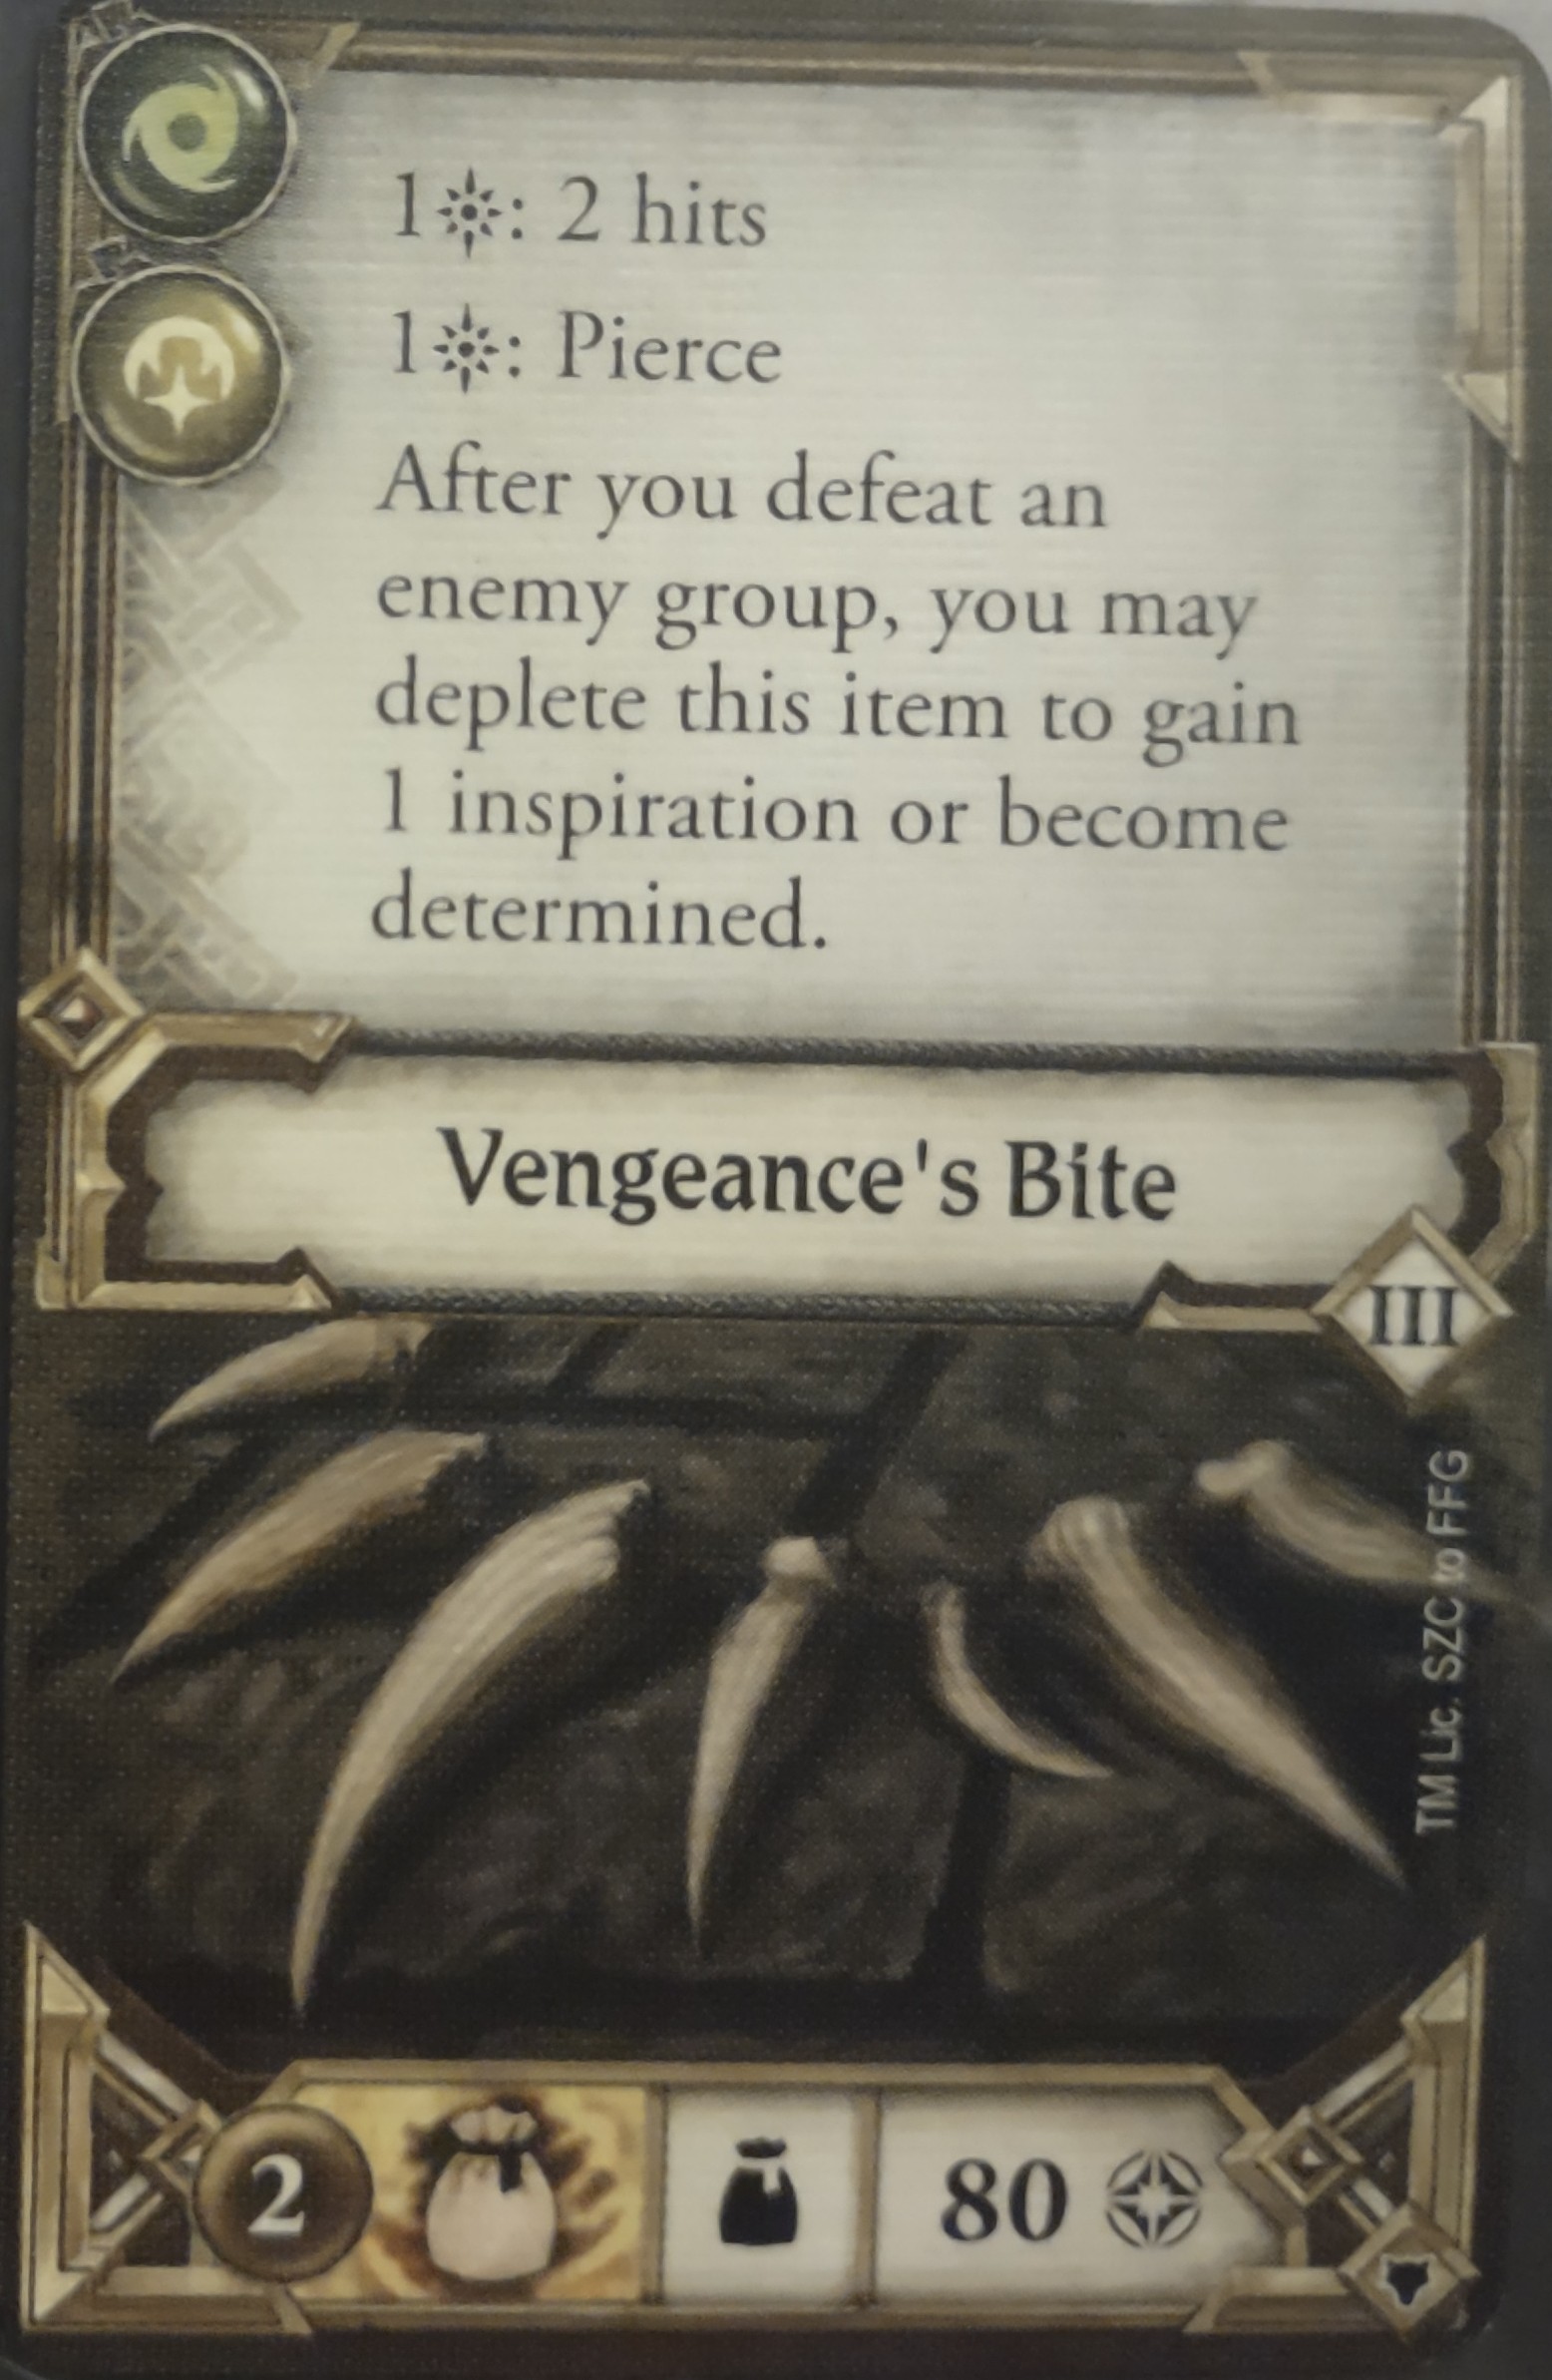 1: 2 hits
1: Pierce
After you defeat an
enemy group, you may
deplete this item to gain
1 inspiration or become
determined.
Vengeance's Bite
III
TM Lic. SZC to FFG
2
80